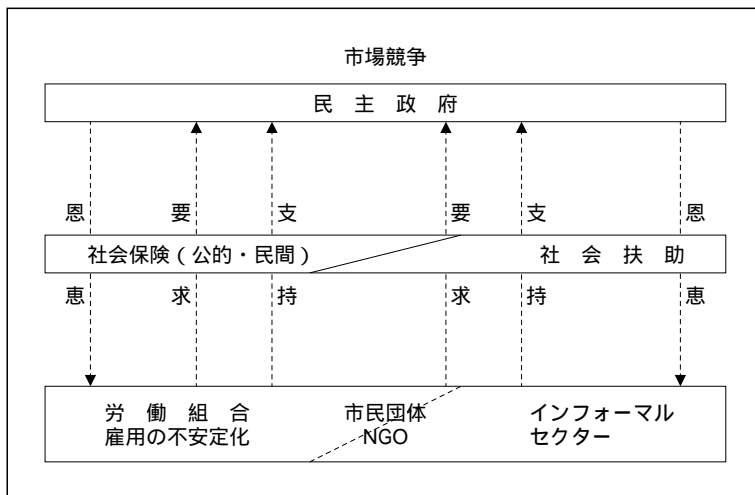 市場競争
民 主 政 府
恩 要 支 要 支 恩
社会保険（公的・民間） 社 会 扶 助
恵 求 持 求 持 恵
労 働 組 合 市民団体 インフォーマル
雇用の不安定化 NGO セクター